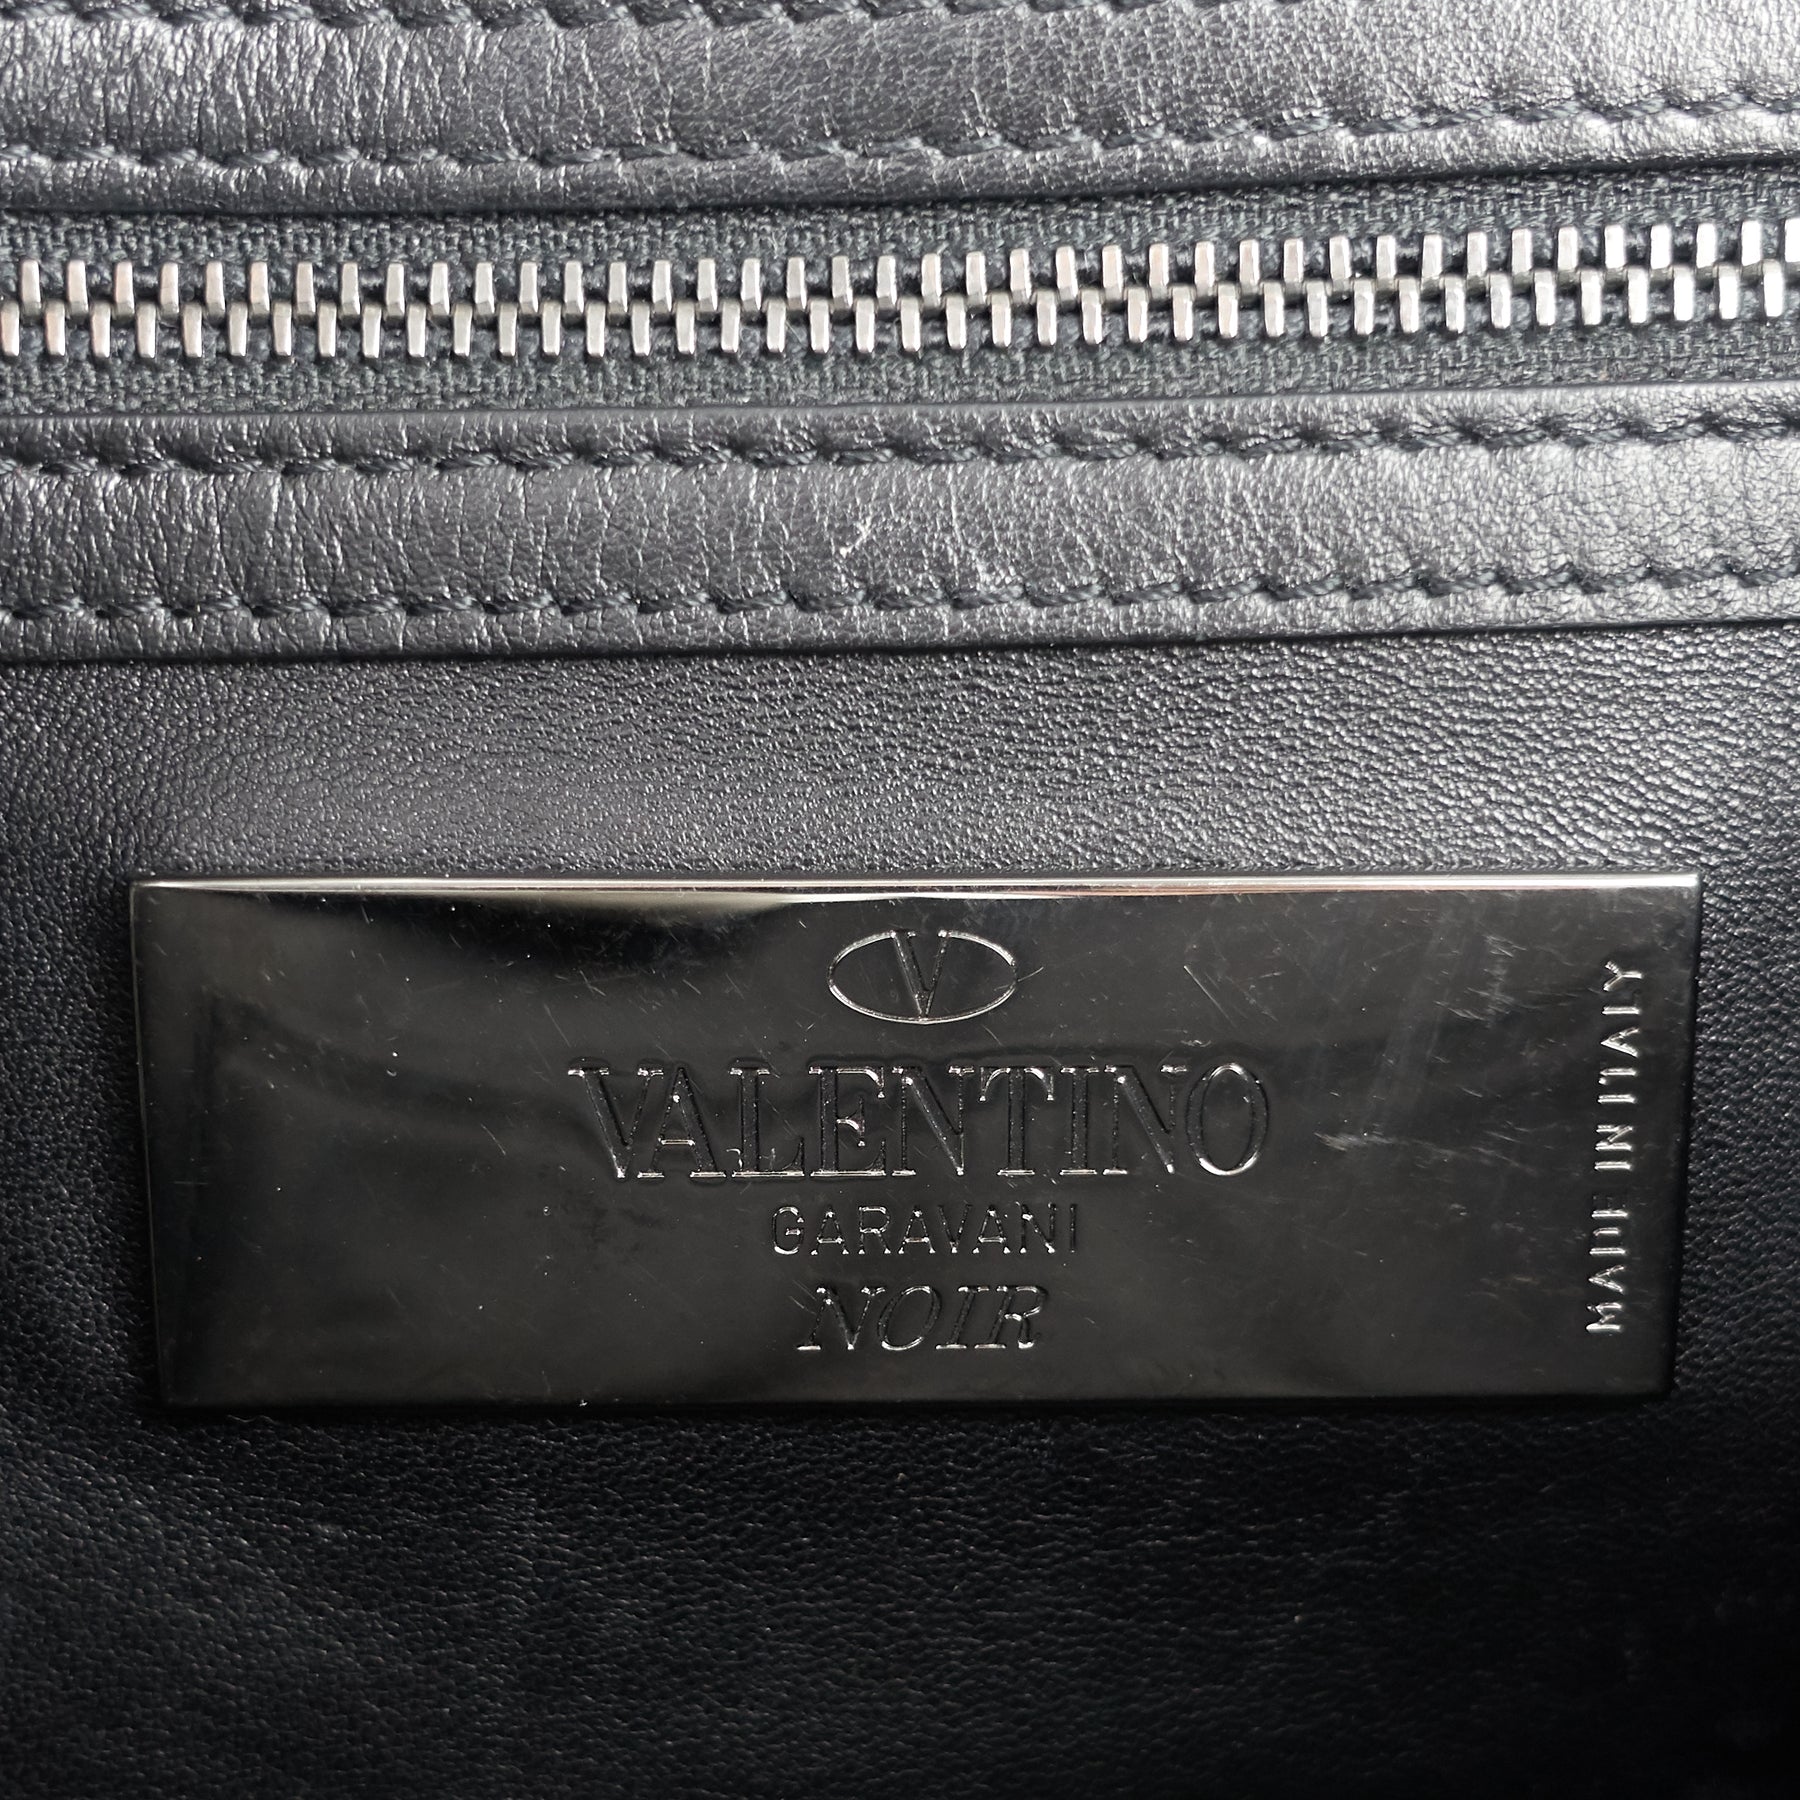 V
VALENTINO
GARAVANI
NOIR
MADE IN ITALY